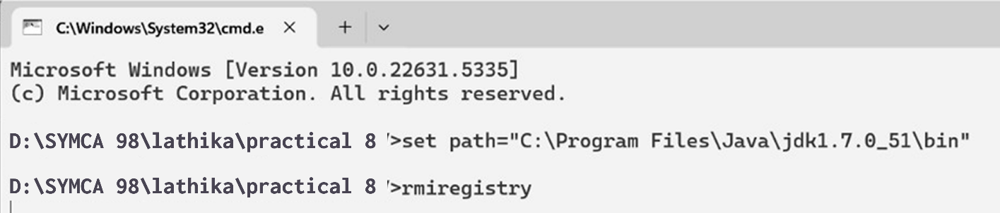 C:\Windows\System32\cmd.e
Microsoft Windows [Version 10.0.22631.5335]
(c) Microsoft Corporation. All rights reserved.
D:\SYMCA 98\lathika\practical 8 >set path="C:\Program Files\Java\jdk1.7.0_51\bin"
D:\SYMCA 98\lathika\practical 8 >rmiregistry